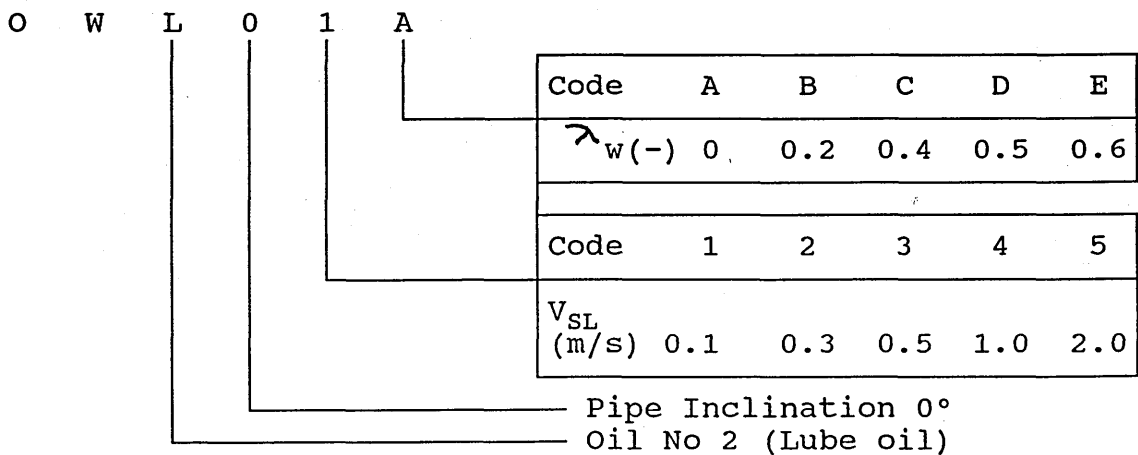 O W L 0 1 A
Code A B C D E
λw(-) 0 0.2 0.4 0.5 0.6
Code 1 2 3 4 5
V_SL
(m/s) 0.1 0.3 0.5 1.0 2.0
Pipe Inclination 0°
Oil No 2 (Lube oil)